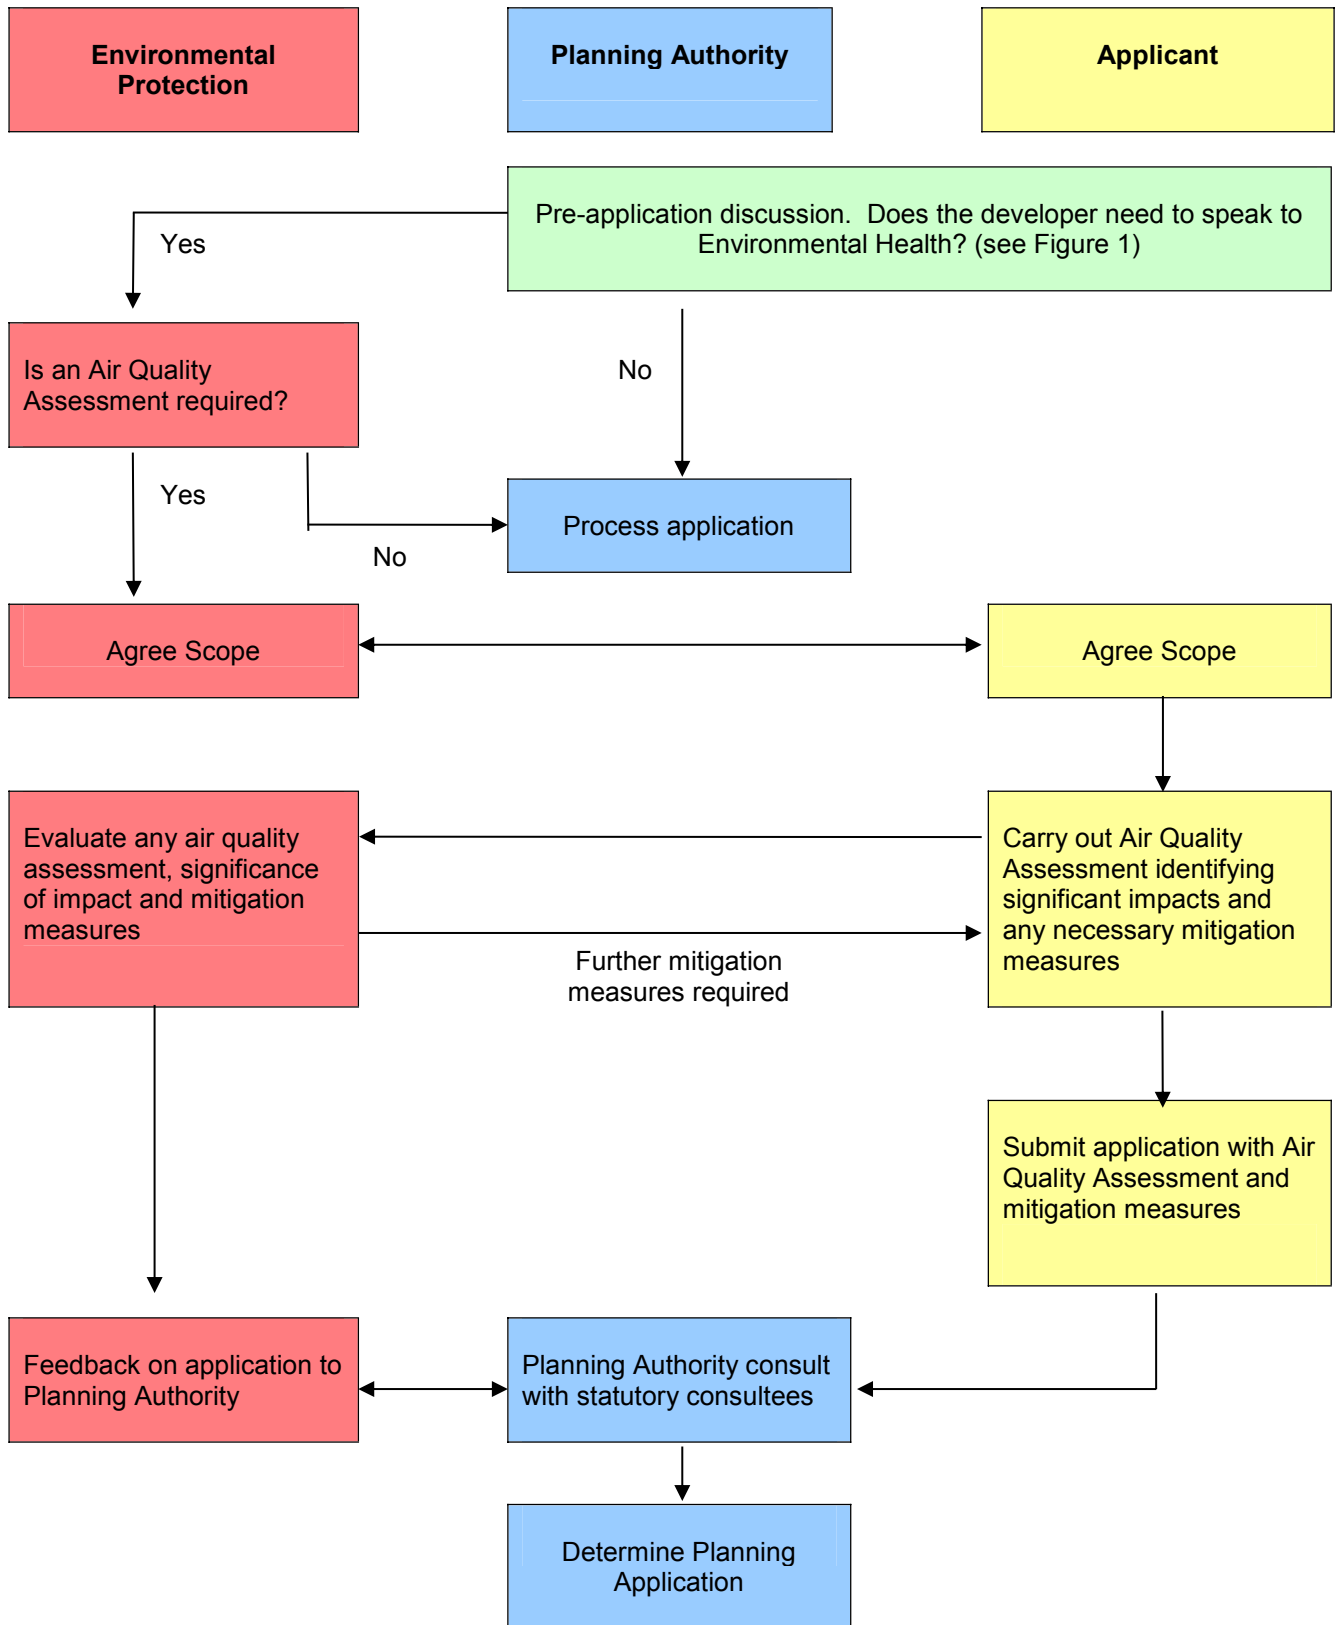 Environmental
Protection
Planning Authority
Applicant
Pre-application discussion.  Does the developer need to speak to
Environmental Health? (see Figure 1)
Yes
Is an Air Quality
Assessment required?
No
Yes
Process application
No
Agree Scope
Agree Scope
Evaluate any air quality
assessment, significance
of impact and mitigation
measures
Carry out Air Quality
Assessment identifying
significant impacts and
any necessary mitigation
measures
Further mitigation
measures required
Submit application with Air
Quality Assessment and
mitigation measures
Feedback on application to
Planning Authority
Planning Authority consult
with statutory consultees
Determine Planning
Application